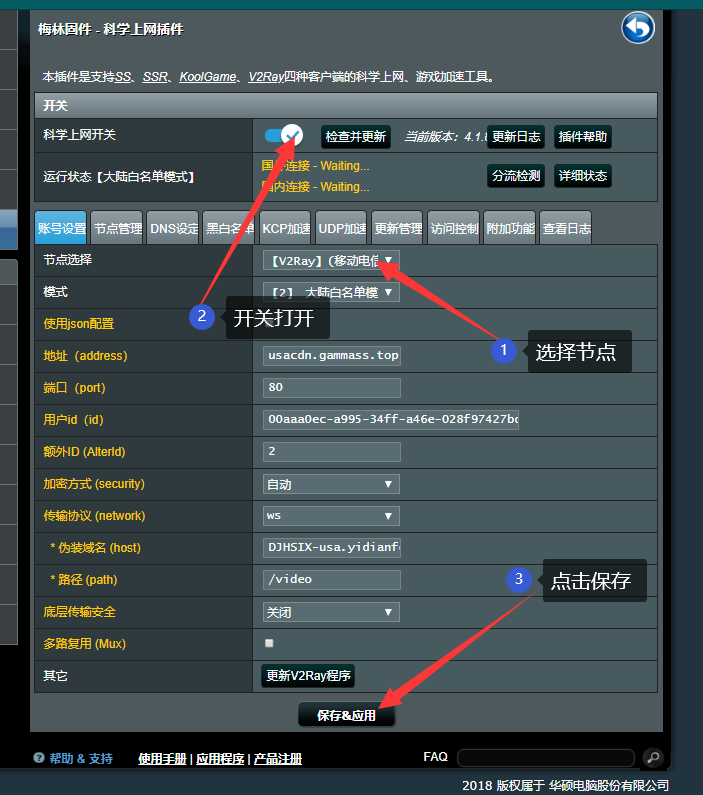 梅林固件 - 科学上网插件
本插件是支持SS、SSR、KoolGame、V2Ray四种客户端的科学上网、游戏加速工具。
开关
科学上网开关 检查并更新 当前版本：4.1.8 更新日志 插件帮助
运行状态【大陆白名单模式】 国外连接 - Waiting...
国内连接 - Waiting... 分流检测 详细状态
账号设置 节点管理 DNS设定 黑白名单 KCP加速 UDP加速 更新管理 访问控制 附加功能 查看日志
节点选择 【V2Ray】(移动电信
模式 【2】 大陆白名单模
2 开关打开
使用json配置
1 选择节点
地址（address） usacdn.gammass.top
端口（port） 80
用户id（id） 00aaa0ec-a995-34ff-a46e-028f97427b
额外ID (AlterId) 2
加密方式 (security) 自动
传输协议 (network) ws
* 伪装域名 (host) DJHSIX-usa.yidianf
3 点击保存
* 路径 (path) /video
底层传输安全 关闭
多路复用 (Mux)
其它 更新V2Ray程序
保存&应用
帮助 & 支持 使用手册 | 应用程序 | 产品注册 FAQ
2018 版权属于 华硕电脑股份有限公司